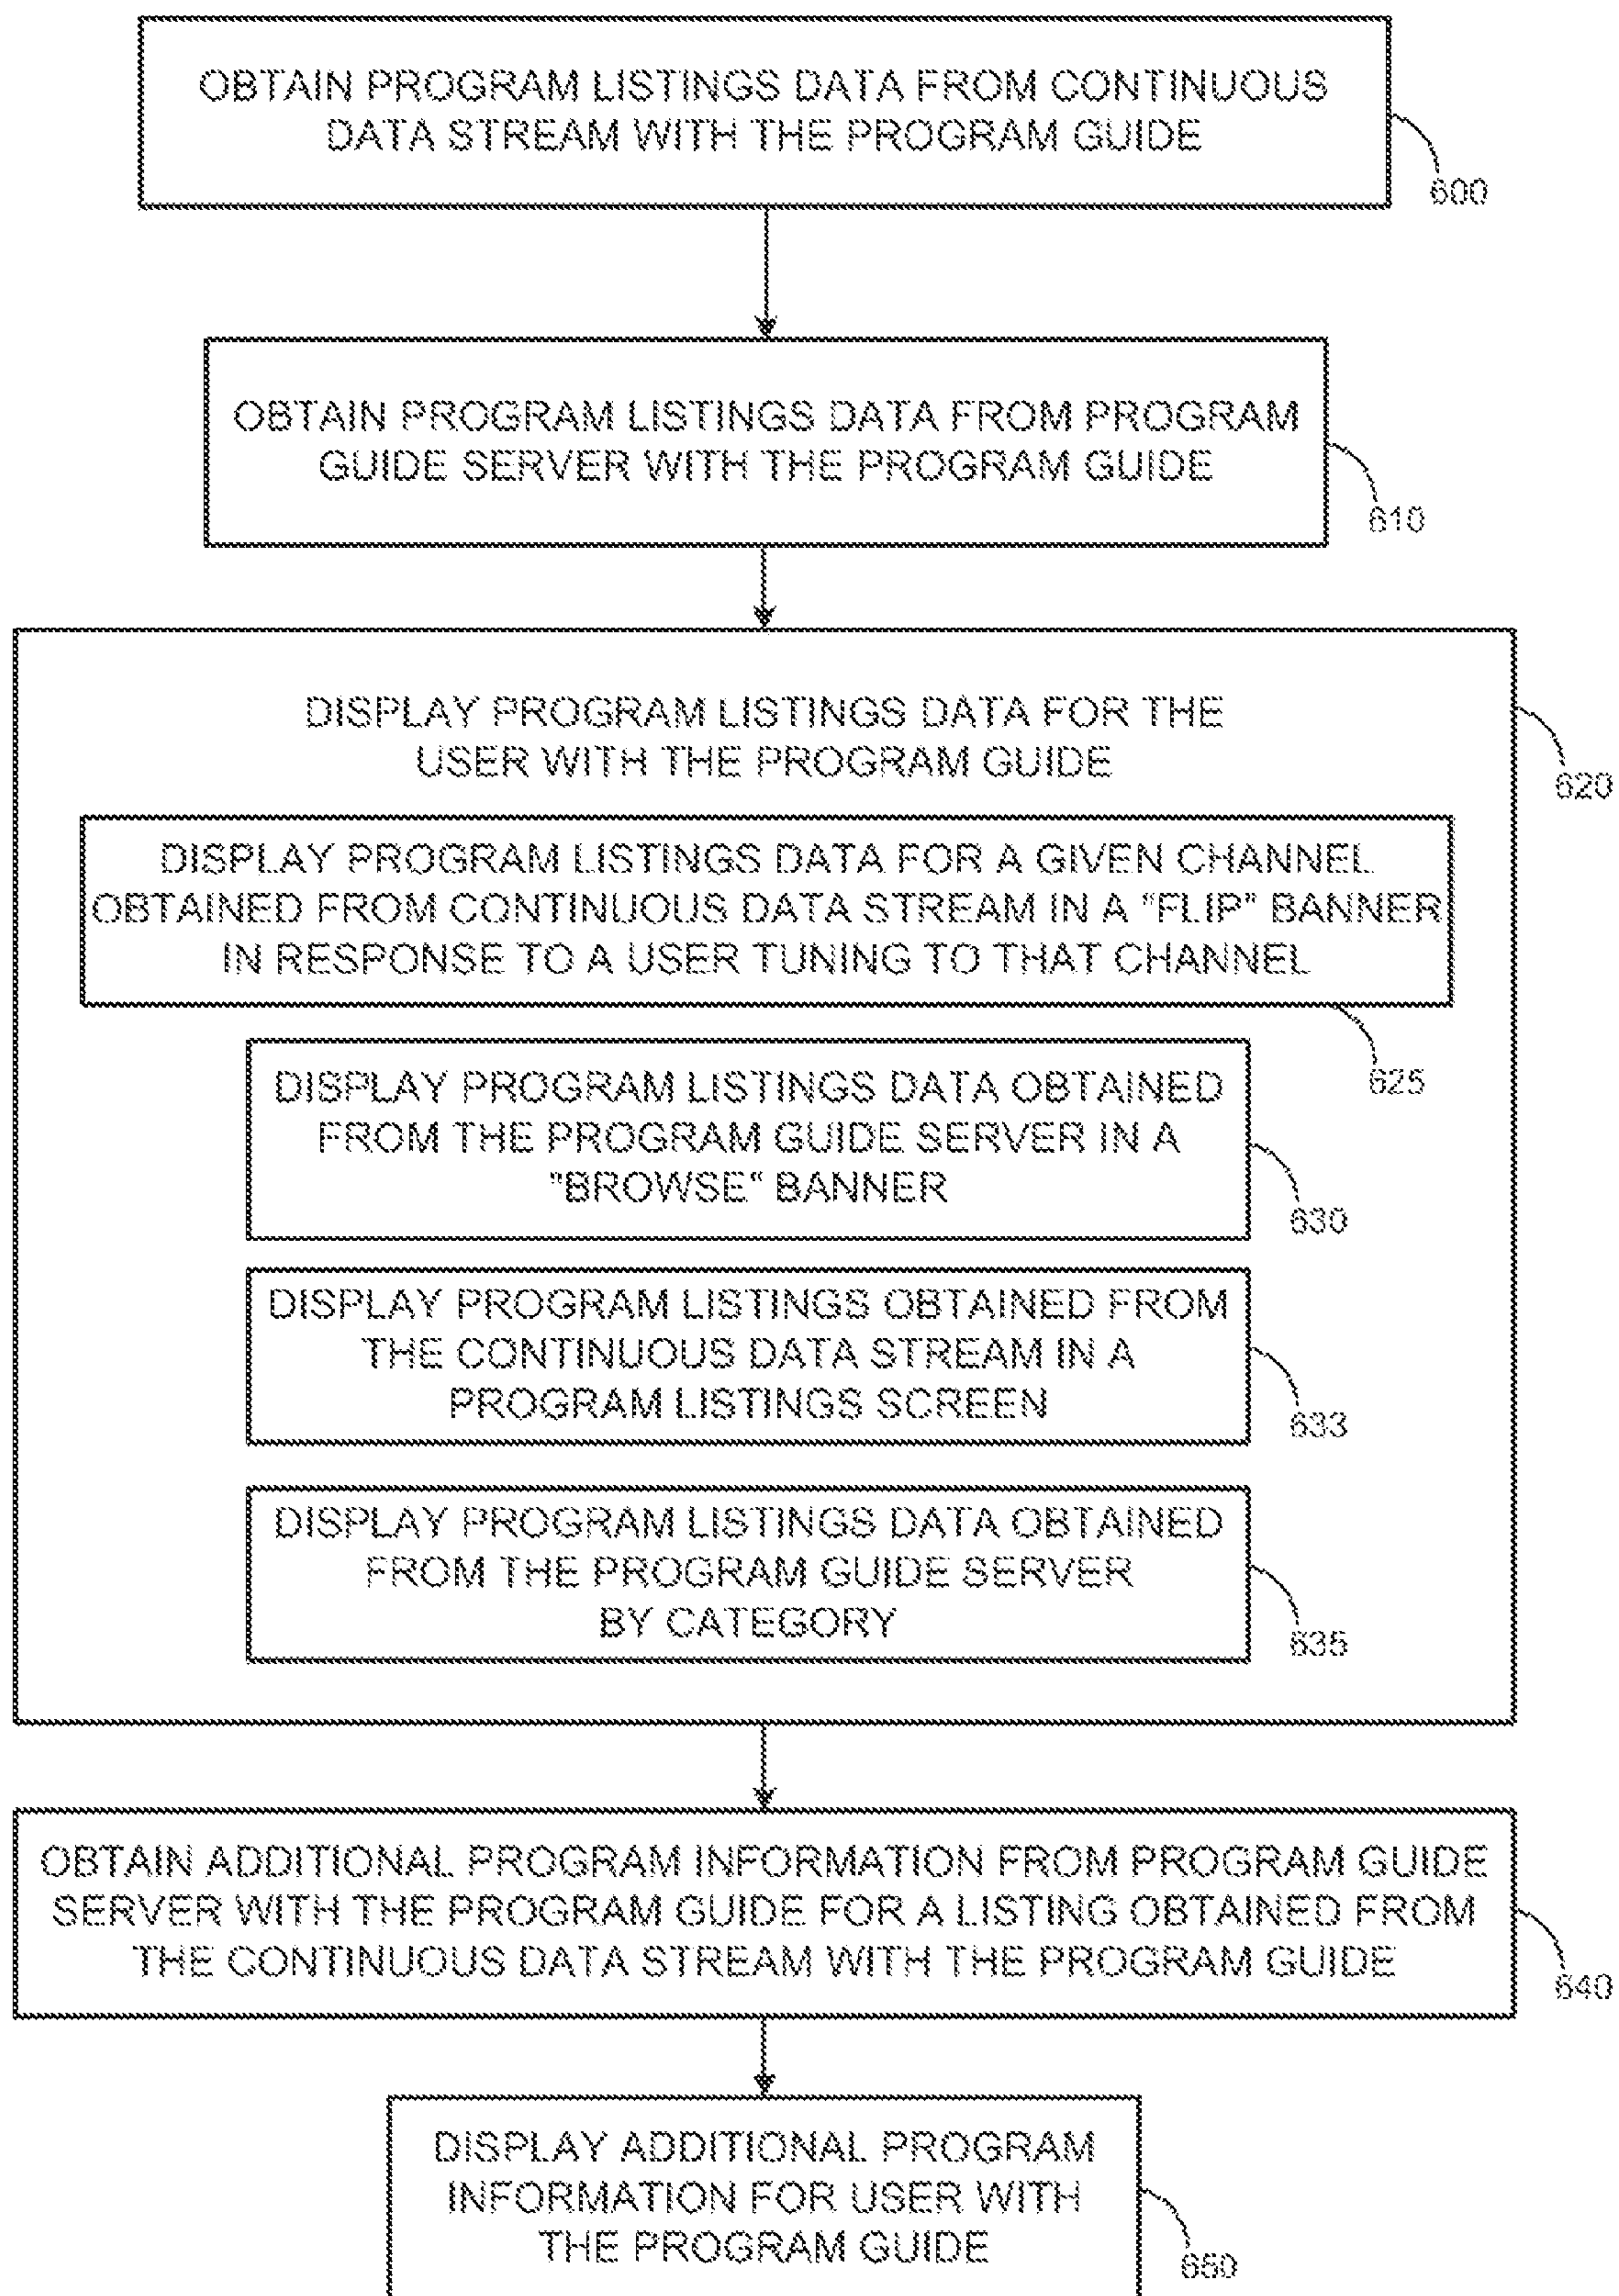 OBTAIN PROGRAM LISTINGS DATA FROM CONTINUOUS
DATA STREAM WITH THE PROGRAM GUIDE
600
OBTAIN PROGRAM LISTINGS DATA FROM PROGRAM
GUIDE SERVER WITH THE PROGRAM GUIDE
610
DISPLAY PROGRAM LISTINGS DATA FOR THE
USER WITH THE PROGRAM GUIDE
620
DISPLAY PROGRAM LISTINGS DATA FOR A GIVEN CHANNEL
OBTAINED FROM CONTINUOUS DATA STREAM IN A "FLIP" BANNER
IN RESPONSE TO A USER TUNING TO THAT CHANNEL
625
DISPLAY PROGRAM LISTINGS DATA OBTAINED
FROM THE PROGRAM GUIDE SERVER IN A
"BROWSE" BANNER
630
DISPLAY PROGRAM LISTINGS OBTAINED FROM
THE CONTINUOUS DATA STREAM IN A
PROGRAM LISTINGS SCREEN
633
DISPLAY PROGRAM LISTINGS DATA OBTAINED
FROM THE PROGRAM GUIDE SERVER
BY CATEGORY
635
OBTAIN ADDITIONAL PROGRAM INFORMATION FROM PROGRAM GUIDE
SERVER WITH THE PROGRAM GUIDE FOR A LISTING OBTAINED FROM
THE CONTINUOUS DATA STREAM WITH THE PROGRAM GUIDE
640
DISPLAY ADDITIONAL PROGRAM
INFORMATION FOR USER WITH
THE PROGRAM GUIDE
650